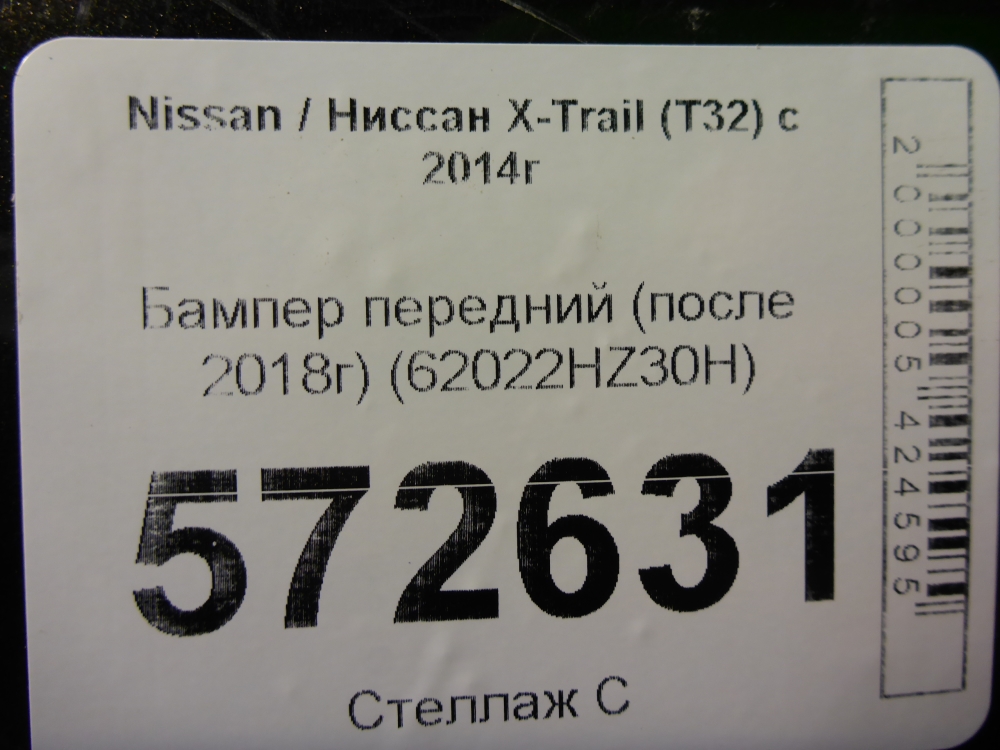 Nissan / Ниссан X-Trail (T32) с
2014г
Бампер передний (после
2018г) (62022HZ30H)
572631
Стеллаж С
2000005424595